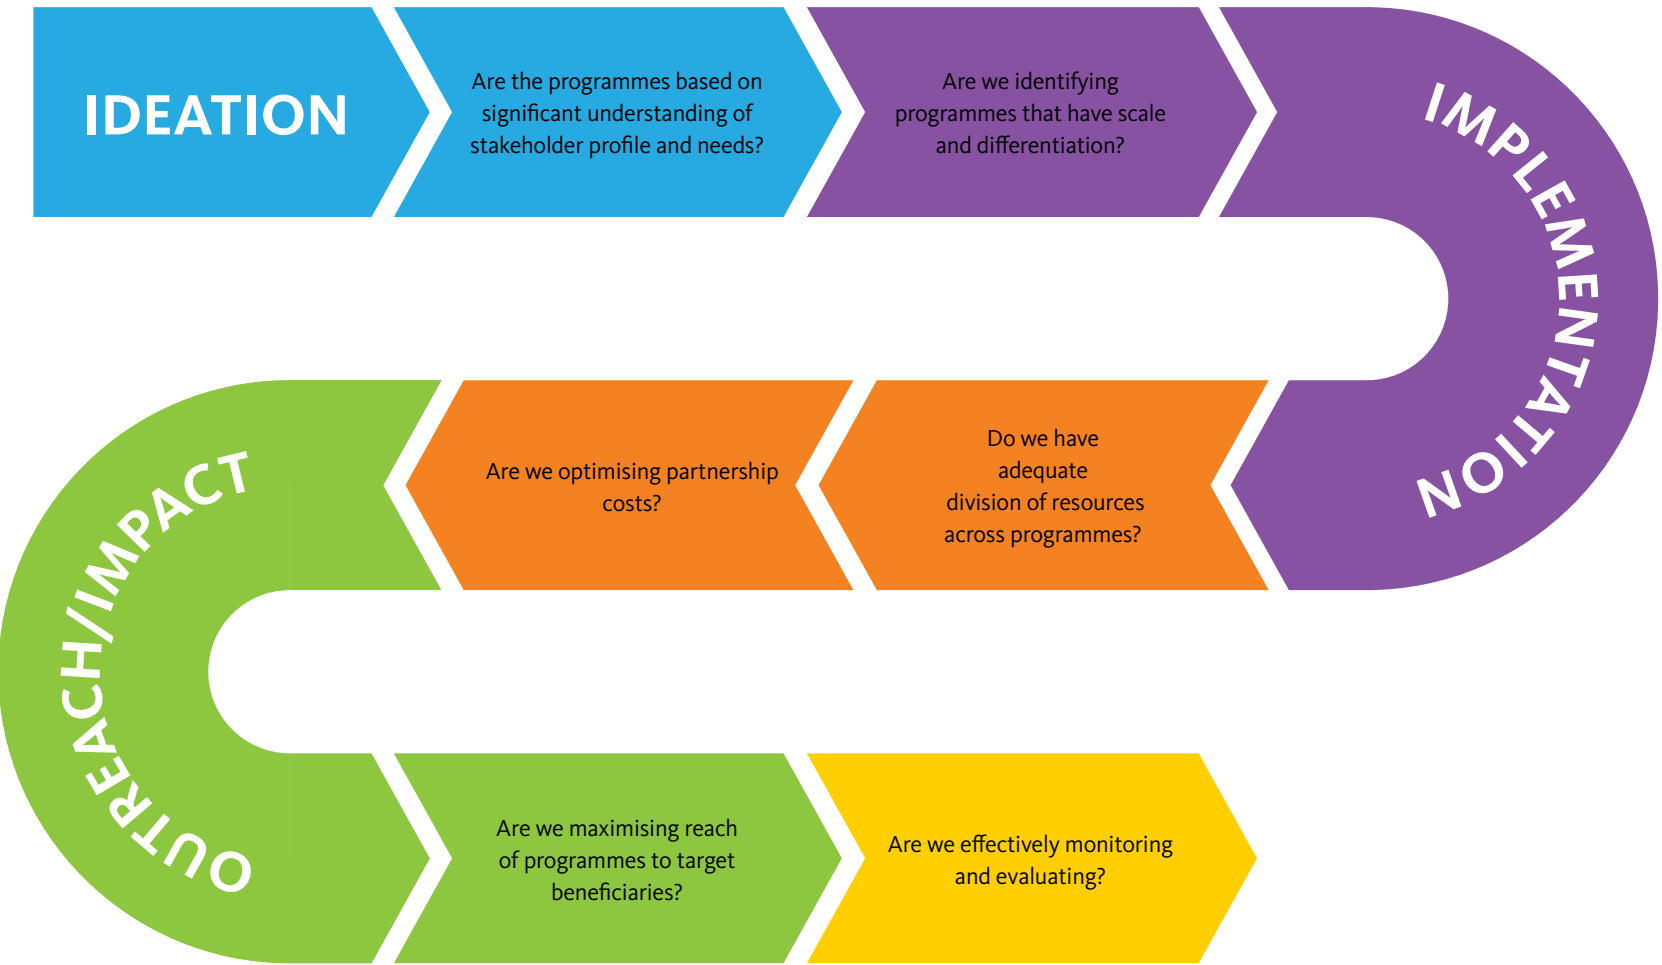 IDEATION
Are the programmes based on
significant understanding of
stakeholder profile and needs?
Are we identifying
programmes that have scale
and differentiation?
IMPLEMENTATION
Do we have
adequate
division of resources
across programmes?
Are we optimising partnership
costs?
OUTREACH/IMPACT
Are we maximising reach
of programmes to target
beneficiaries?
Are we effectively monitoring
and evaluating?